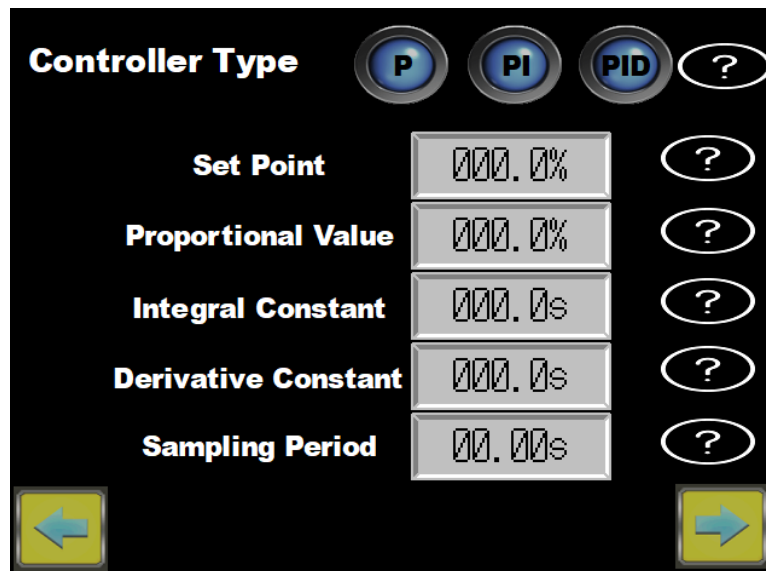 Controller Type P PI PID ?
Set Point 000.0% ?
Proportional Value 000.0% ?
Integral Constant 000.0s ?
Derivative Constant 000.0s ?
Sampling Period 00.00s ?